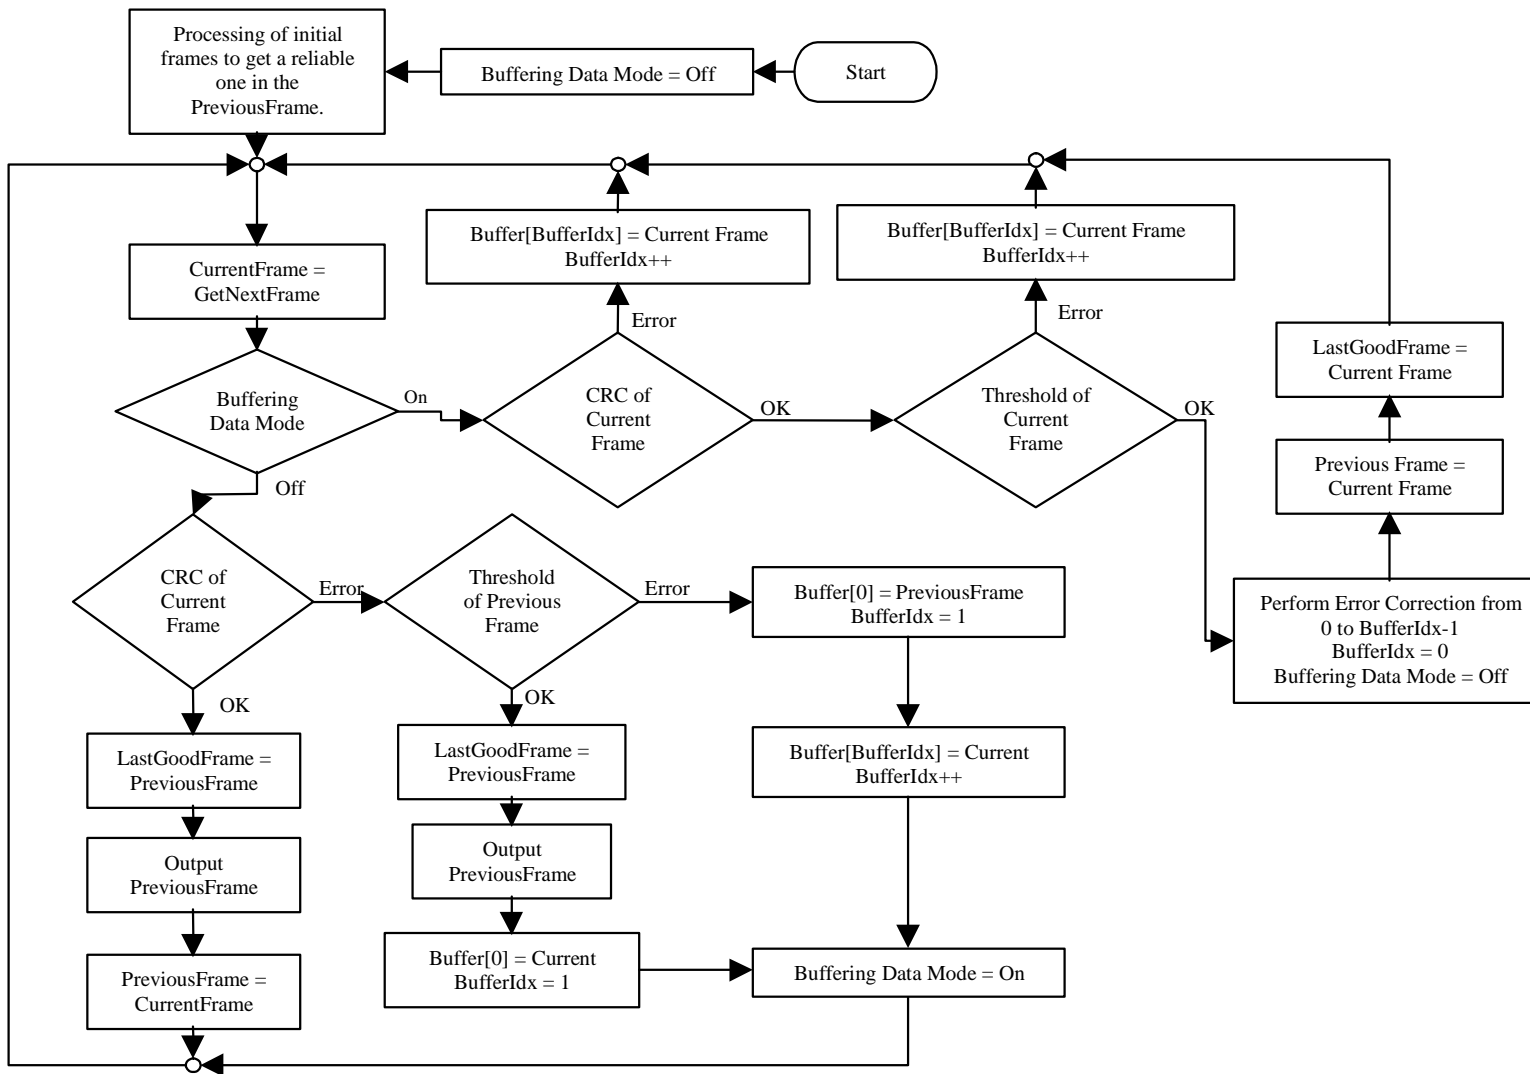 Processing of initial
frames to get a reliable
one in the
PreviousFrame.
Buffering Data Mode = Off
Start
CurrentFrame =
GetNextFrame
Buffer[BufferIdx] = Current Frame
BufferIdx++
Buffer[BufferIdx] = Current Frame
BufferIdx++
Error
Error
Buffering
Data Mode
On
CRC of
Current
Frame
OK
Threshold of
Current
Frame
OK
LastGoodFrame =
Current Frame
Previous Frame =
Current Frame
Off
CRC of
Current
Frame
Error
Threshold
of Previous
Frame
Error
Buffer[0] = PreviousFrame
BufferIdx = 1
Perform Error Correction from
0 to BufferIdx-1
BufferIdx = 0
Buffering Data Mode = Off
OK
OK
LastGoodFrame =
PreviousFrame
LastGoodFrame =
PreviousFrame
Buffer[BufferIdx] = Current
BufferIdx++
Output
PreviousFrame
Output
PreviousFrame
PreviousFrame =
CurrentFrame
Buffer[0] = Current
BufferIdx = 1
Buffering Data Mode = On